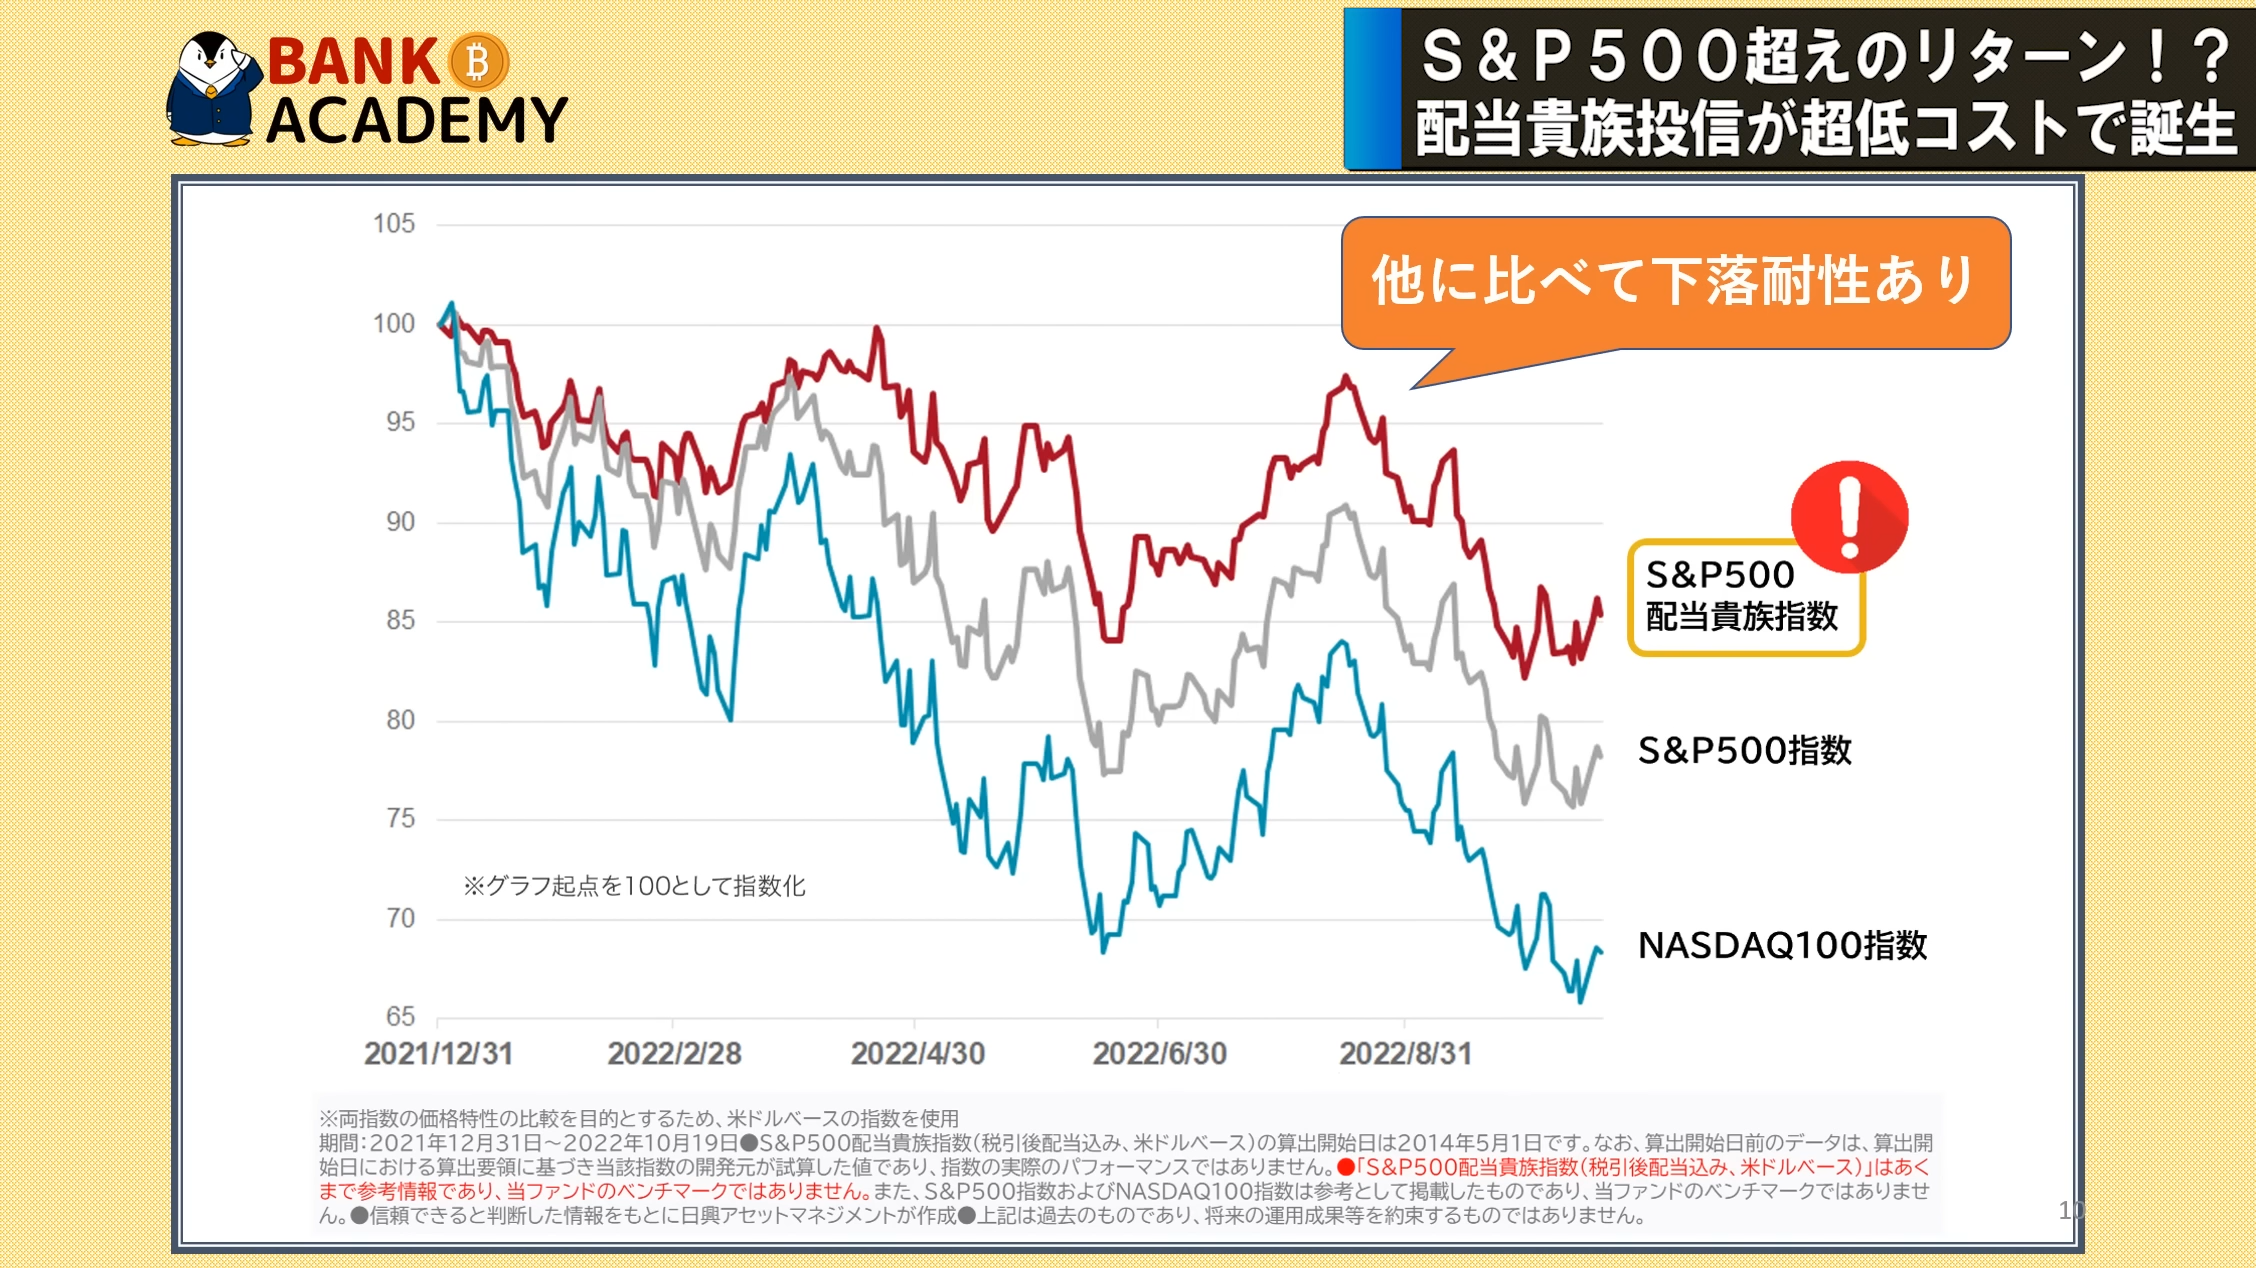 BANK
ACADEMY
S&P500超えのリターン!?
配当貴族投信が超低コストで誕生
他に比べて下落耐性あり
105
100
95
90
85
80
75
70
65
S&P500
配当貴族指数
S&P500指数
NASDAQ100指数
※グラフ起点を100として指数化
2021/12/31
2022/2/28
2022/4/30
2022/6/30
2022/8/31
※両指数の価格特性の比較を目的とするため、米ドルベースの指数を使用
期間：2021年12月31日～2022年10月19日●S&P500配当貴族指数（税引後配当込み、米ドルベース）の算出開始日は2014年5月1日です。なお、算出開始日前のデータは、算出開
始日における算出要領に基づき当該指数の開発元が試算した値であり、指数の実際のパフォーマンスではありません。●「S&P500配当貴族指数（税引後配当込み、米ドルベース）」はあく
まで参考情報であり、当ファンドのベンチマークではありません。また、S&P500指数およびNASDAQ100指数は参考として掲載したものであり、当ファンドのベンチマークではありませ
ん。●信頼できると判断した情報をもとに日興アセットマネジメントが作成●上記は過去のものであり、将来の運用成果等を約束するものではありません。
10